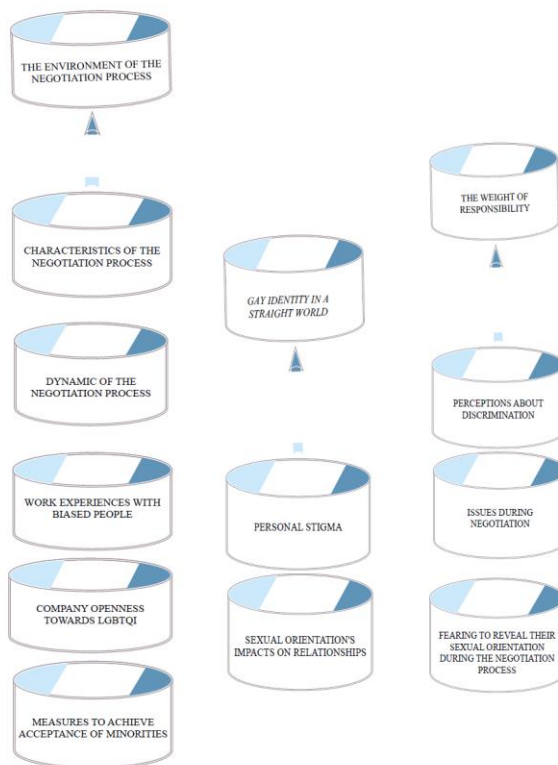 THE ENVIRONMENT OF THE
NEGOTIATION PROCESS
CHARACTERISTICS OF THE
NEGOTIATION PROCESS
DYNAMIC OF THE
NEGOTIATION PROCESS
WORK EXPERIENCES WITH
BIASED PEOPLE
COMPANY OPENNESS
TOWARDS LGBTQI
MEASURES TO ACHIEVE
ACCEPTANCE OF MINORITIES
GAY IDENTITY IN A
STRAIGHT WORLD
PERSONAL STIGMA
SEXUAL ORIENTATION'S
IMPACTS ON RELATIONSHIPS
THE WEIGHT OF
RESPONSIBILITY
PERCEPTIONS ABOUT
DISCRIMINATION
ISSUES DURING
NEGOTIATION
FEARING TO REVEAL THEIR
SEXUAL ORIENTATION
DURING THE NEGOTIATION
PROCESS